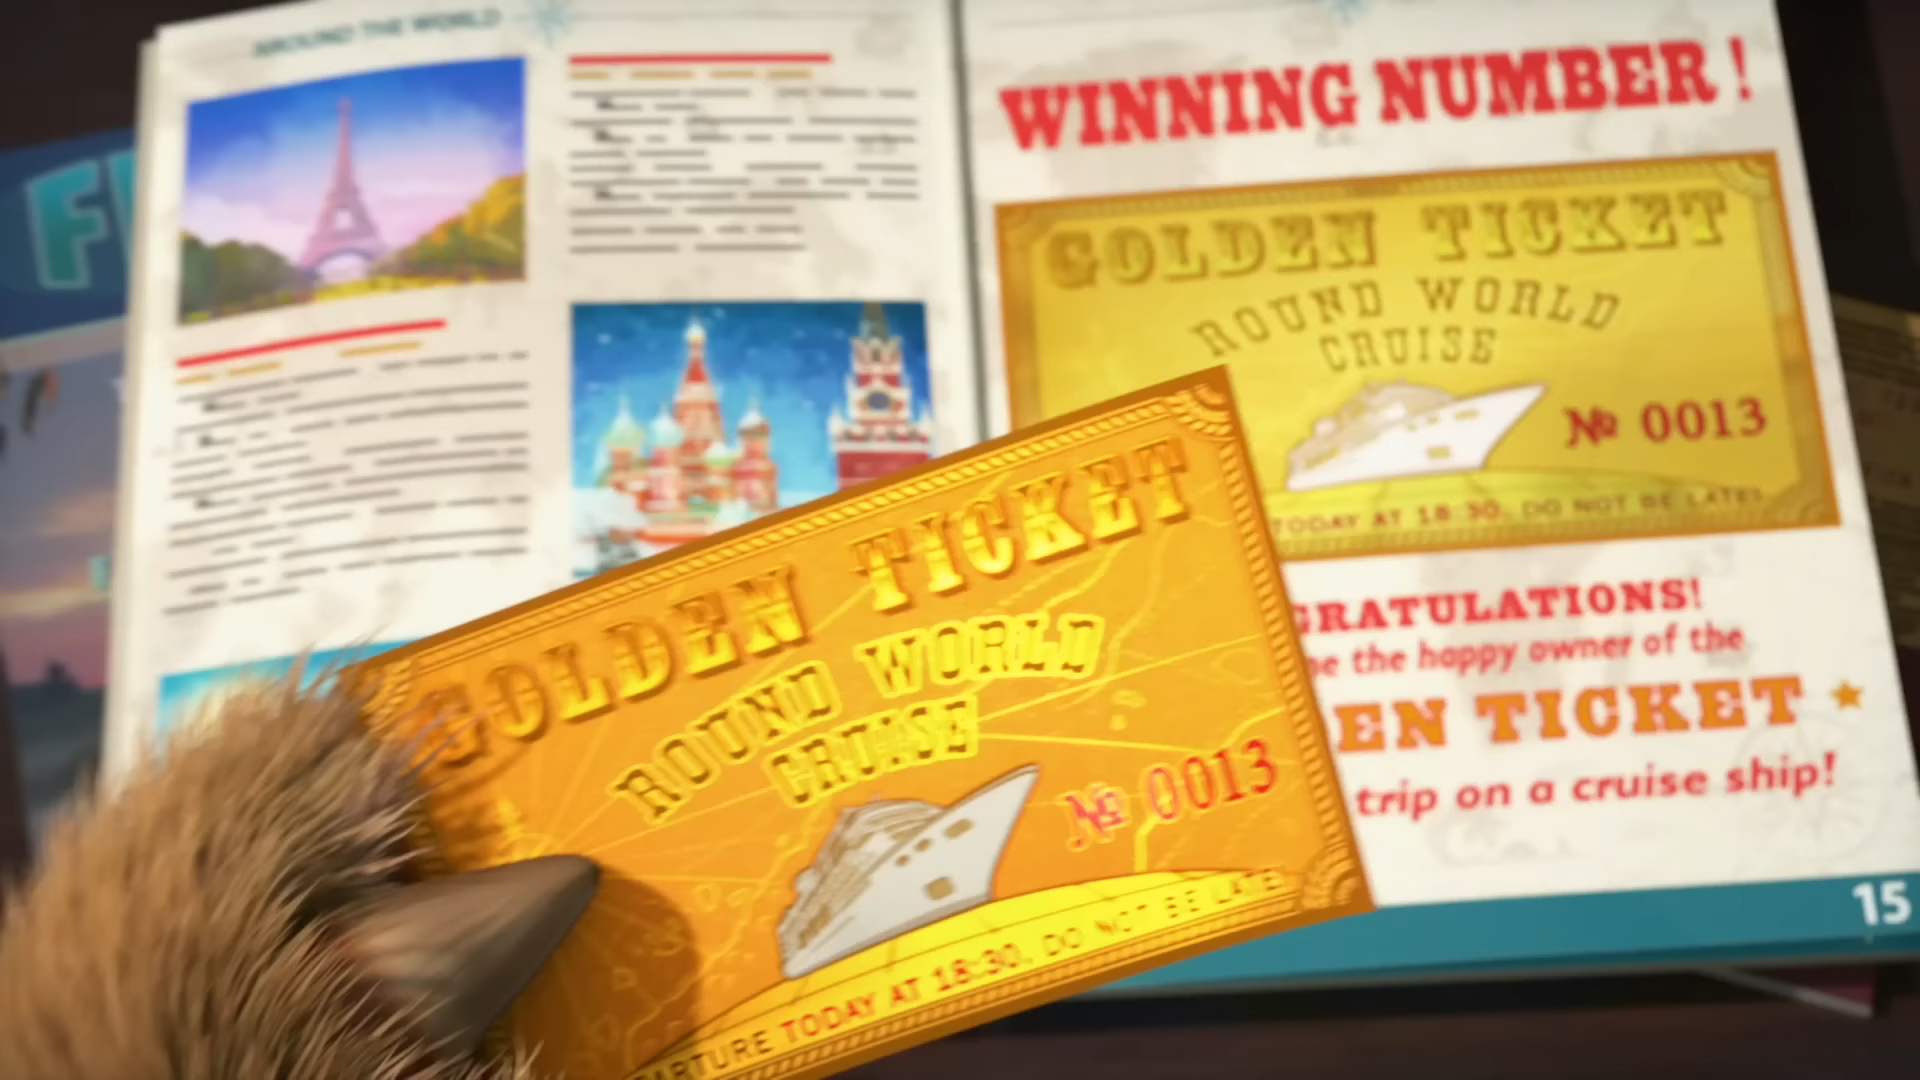 AROUND THE WORLD
WINNING NUMBER!
GOLDEN TICKET
ROUND WORLD
CRUISE
№ 0013
TODAY AT 18:30. DO NOT BE LATE!
GRATULATIONS!
the happy owner of the
EN TICKET
trip on a cruise ship!
15
GOLDEN TICKET
ROUND WORLD
CRUISE
№ 0013
PARTURE TODAY AT 18:30. DO NOT BE LATE!